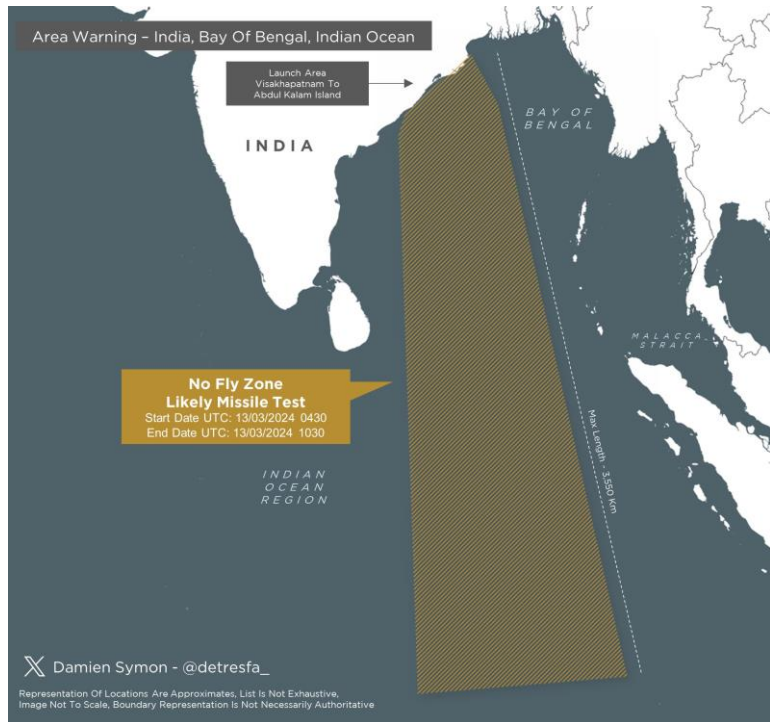 Area Warning – India, Bay Of Bengal, Indian Ocean
Launch Area
Visakhapatnam To
Abdul Kalam Island
BAY OF
BENGAL
INDIA
MALACCA
STRAIT
No Fly Zone
Likely Missile Test
Start Date UTC: 13/03/2024 0430
End Date UTC: 13/03/2024 1030
Max Length - 3,550 Km
INDIAN
OCEAN
REGION
Damien Symon - @detresfa_
Representation Of Locations Are Approximates, List Is Not Exhaustive,
Image Not To Scale, Boundary Representation Is Not Necessarily Authoritative